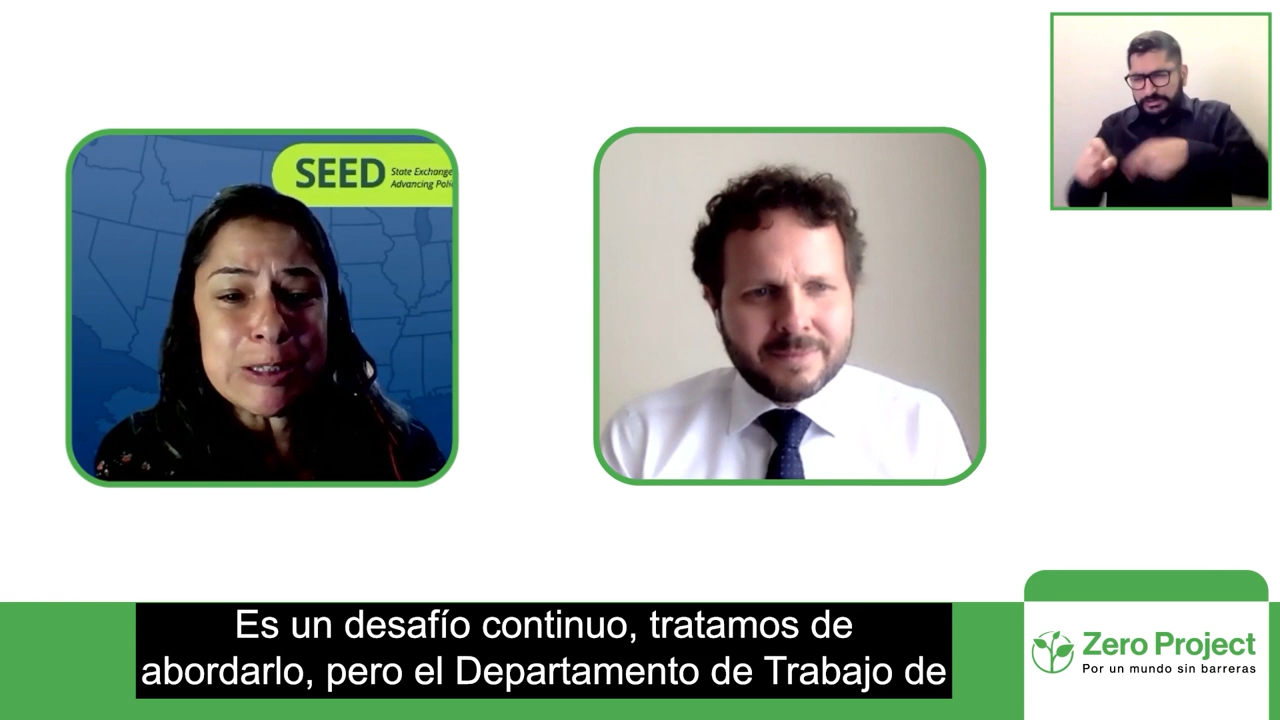 SEED
State Exchange
Advancing
Es un desafío continuo, tratamos de
abordarlo, pero el Departamento de Trabajo de
Zero Project
Por un mundo sin barreras